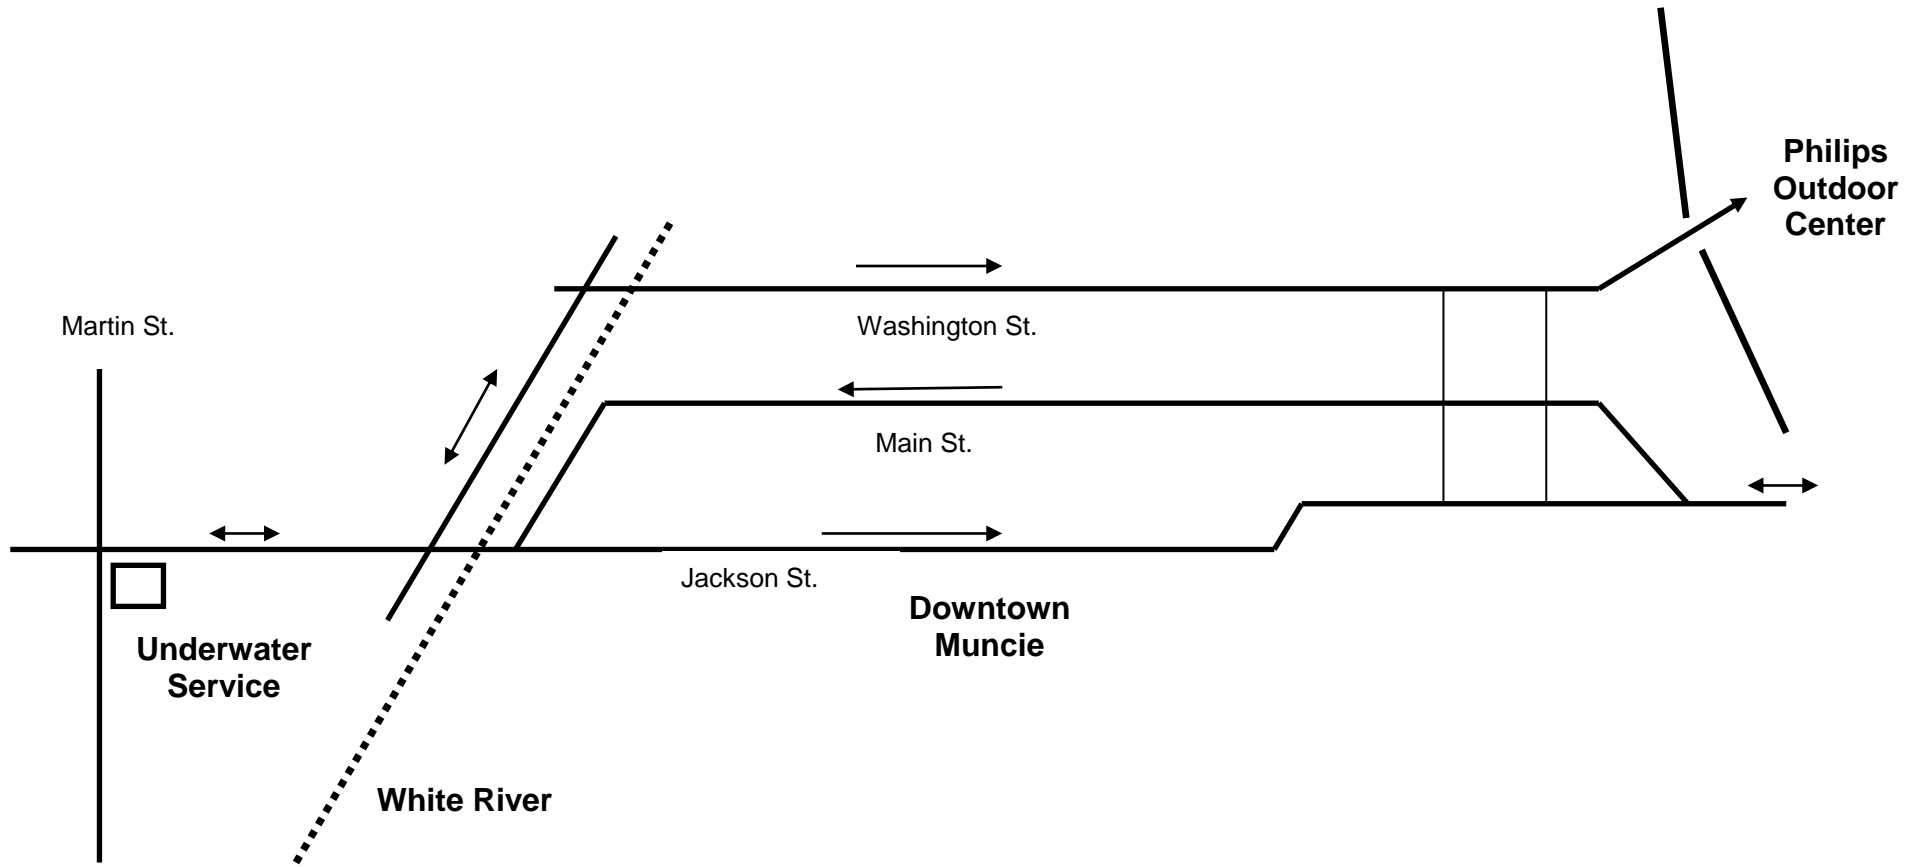 Philips
Outdoor
Center
Martin St.
Washington St.
Main St.
Jackson St.
Downtown
Muncie
Underwater
Service
White River